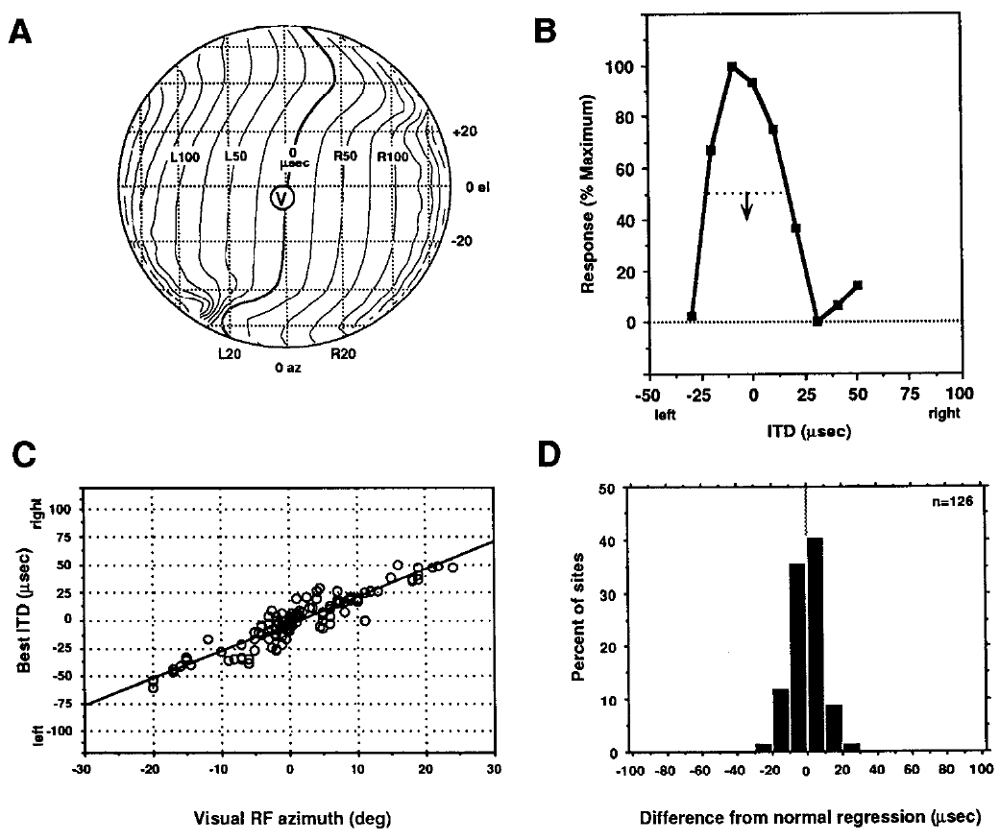 A
L100 L50 0 R50 R100
μsec
V
+20
0 el
-20
L20 R20
0 az
B
Response (% Maximum)
100
80
60
40
20
0
-50 -25 0 25 50 75 100
left right
ITD (μsec)
C
Best ITD (μsec)
right
left
100
75
50
25
0
-25
-50
-75
-100
-30 -20 -10 0 10 20 30
Visual RF azimuth (deg)
D
n=126
Percent of sites
50
40
30
20
10
0
-100 -80 -60 -40 -20 0 20 40 60 80 100
Difference from normal regression (μsec)